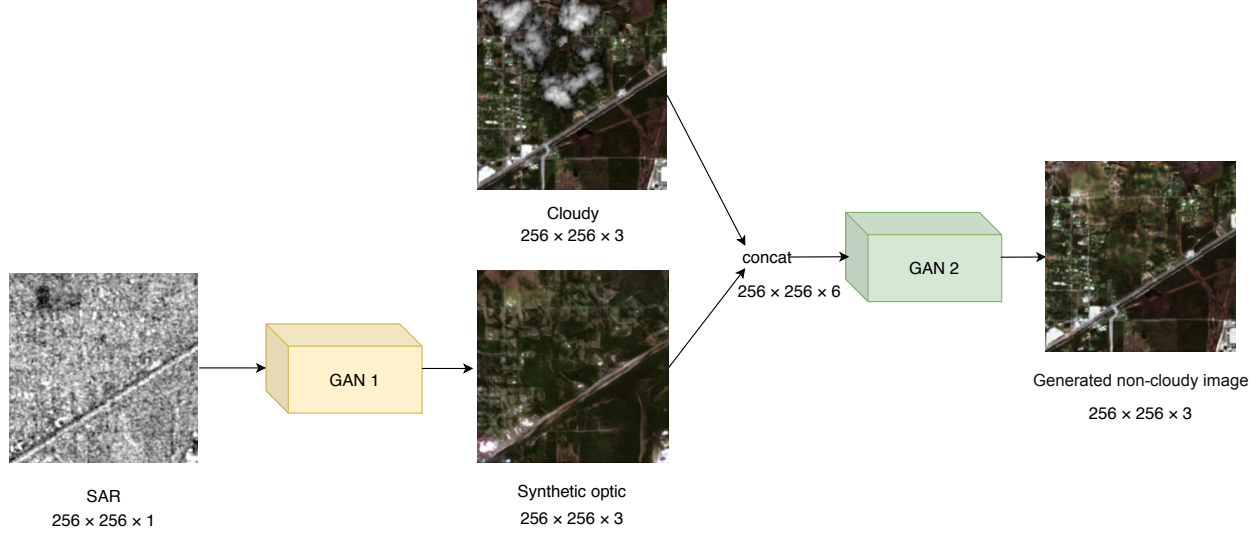 Cloudy
256 × 256 × 3
concat
256 × 256 × 6
GAN 2
GAN 1
Generated non-cloudy image
256 × 256 × 3
SAR
256 × 256 × 1
Synthetic optic
256 × 256 × 3